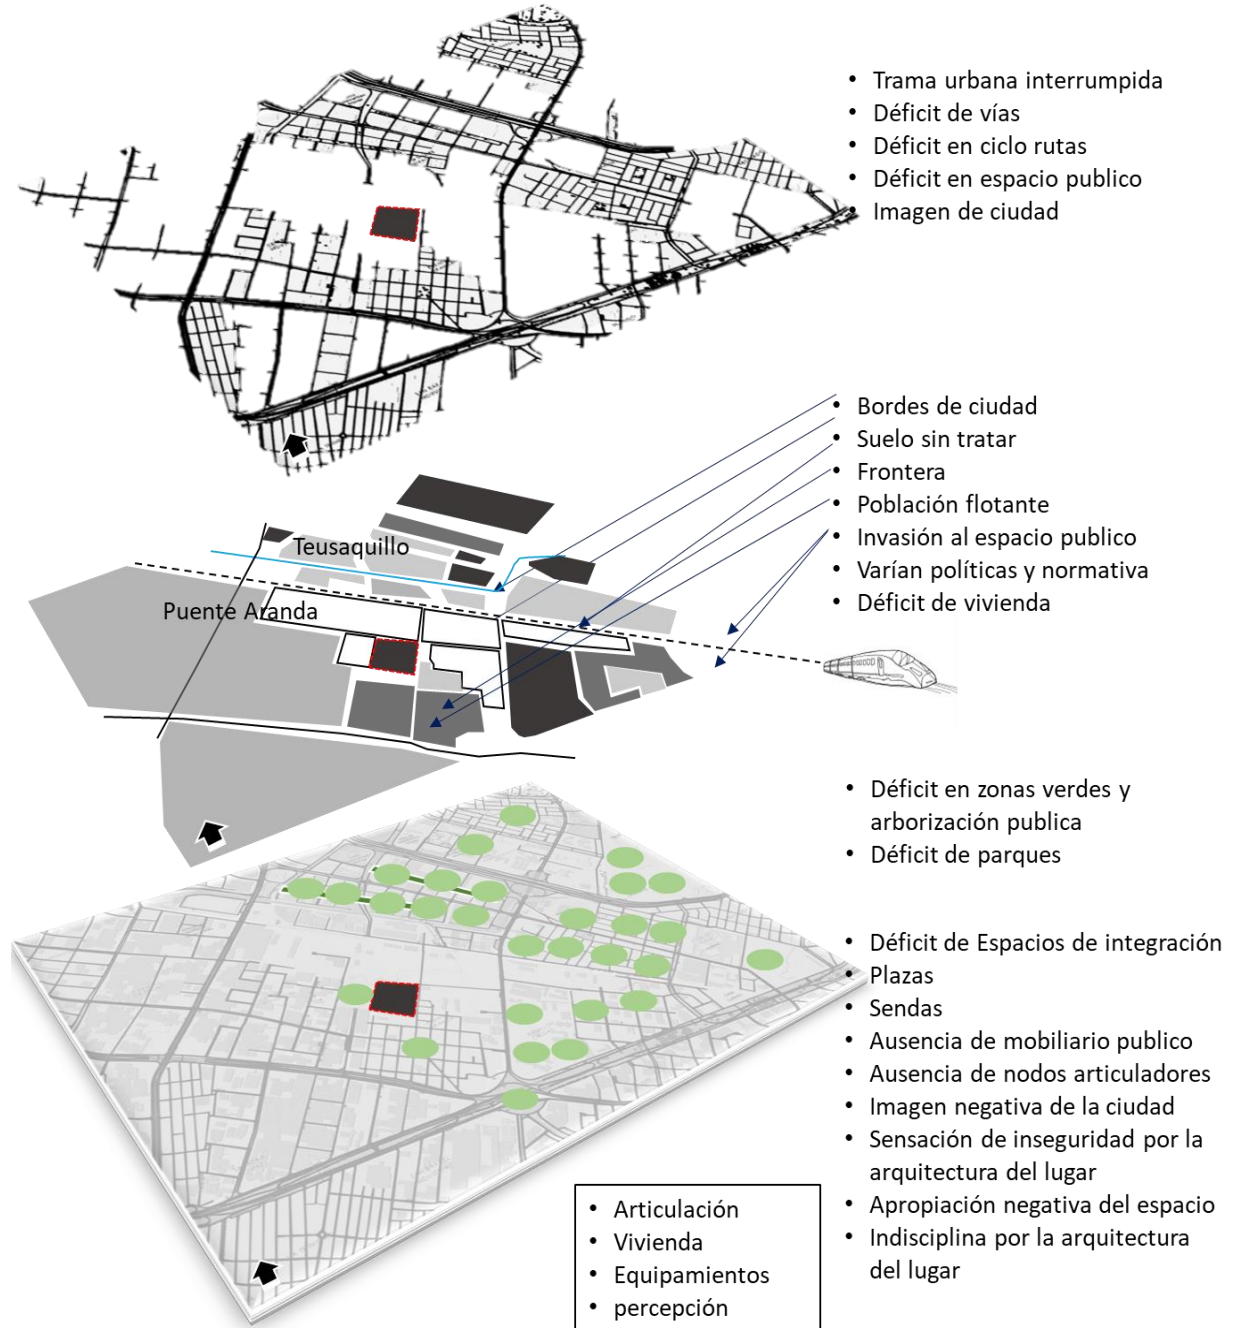 • Trama urbana interrumpida
• Déficit de vías
• Déficit en ciclo rutas
• Déficit en espacio publico
• Imagen de ciudad
• Bordes de ciudad
• Suelo sin tratar
• Frontera
• Población flotante
• Invasión al espacio publico
• Varían políticas y normativa
• Déficit de vivienda
Teusaquillo
Puente Aranda
• Déficit en zonas verdes y
arborización publica
• Déficit de parques
• Déficit de Espacios de integración
• Plazas
• Sendas
• Ausencia de mobiliario publico
• Ausencia de nodos articuladores
• Imagen negativa de la ciudad
• Sensación de inseguridad por la
arquitectura del lugar
• Apropiación negativa del espacio
• Indisciplina por la arquitectura
del lugar
• Articulación
• Vivienda
• Equipamientos
• percepción